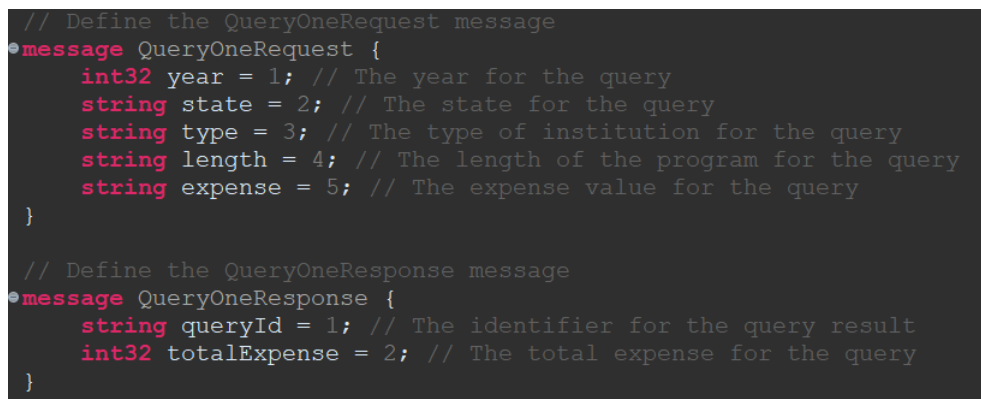 // Define the QueryOneRequest message
message QueryOneRequest {
int32 year = 1; // The year for the query
string state = 2; // The state for the query
string type = 3; // The type of institution for the query
string length = 4; // The length of the program for the query
string expense = 5; // The expense value for the query
}
// Define the QueryOneResponse message
message QueryOneResponse {
string queryId = 1; // The identifier for the query result
int32 totalExpense = 2; // The total expense for the query
}